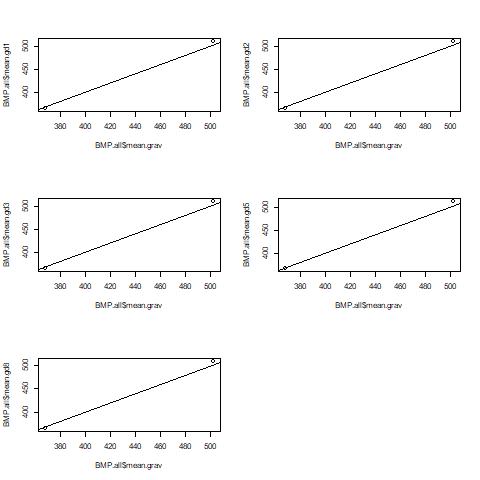 BMP.all$mean.gd1
500
450
400
380 400 420 440 460 480 500
BMP.all$mean.grav
BMP.all$mean.gd2
500
450
400
380 400 420 440 460 480 500
BMP.all$mean.grav
BMP.all$mean.gd3
500
450
400
380 400 420 440 460 480 500
BMP.all$mean.grav
BMP.all$mean.gd5
500
450
400
380 400 420 440 460 480 500
BMP.all$mean.grav
BMP.all$mean.gd8
500
450
400
380 400 420 440 460 480 500
BMP.all$mean.grav